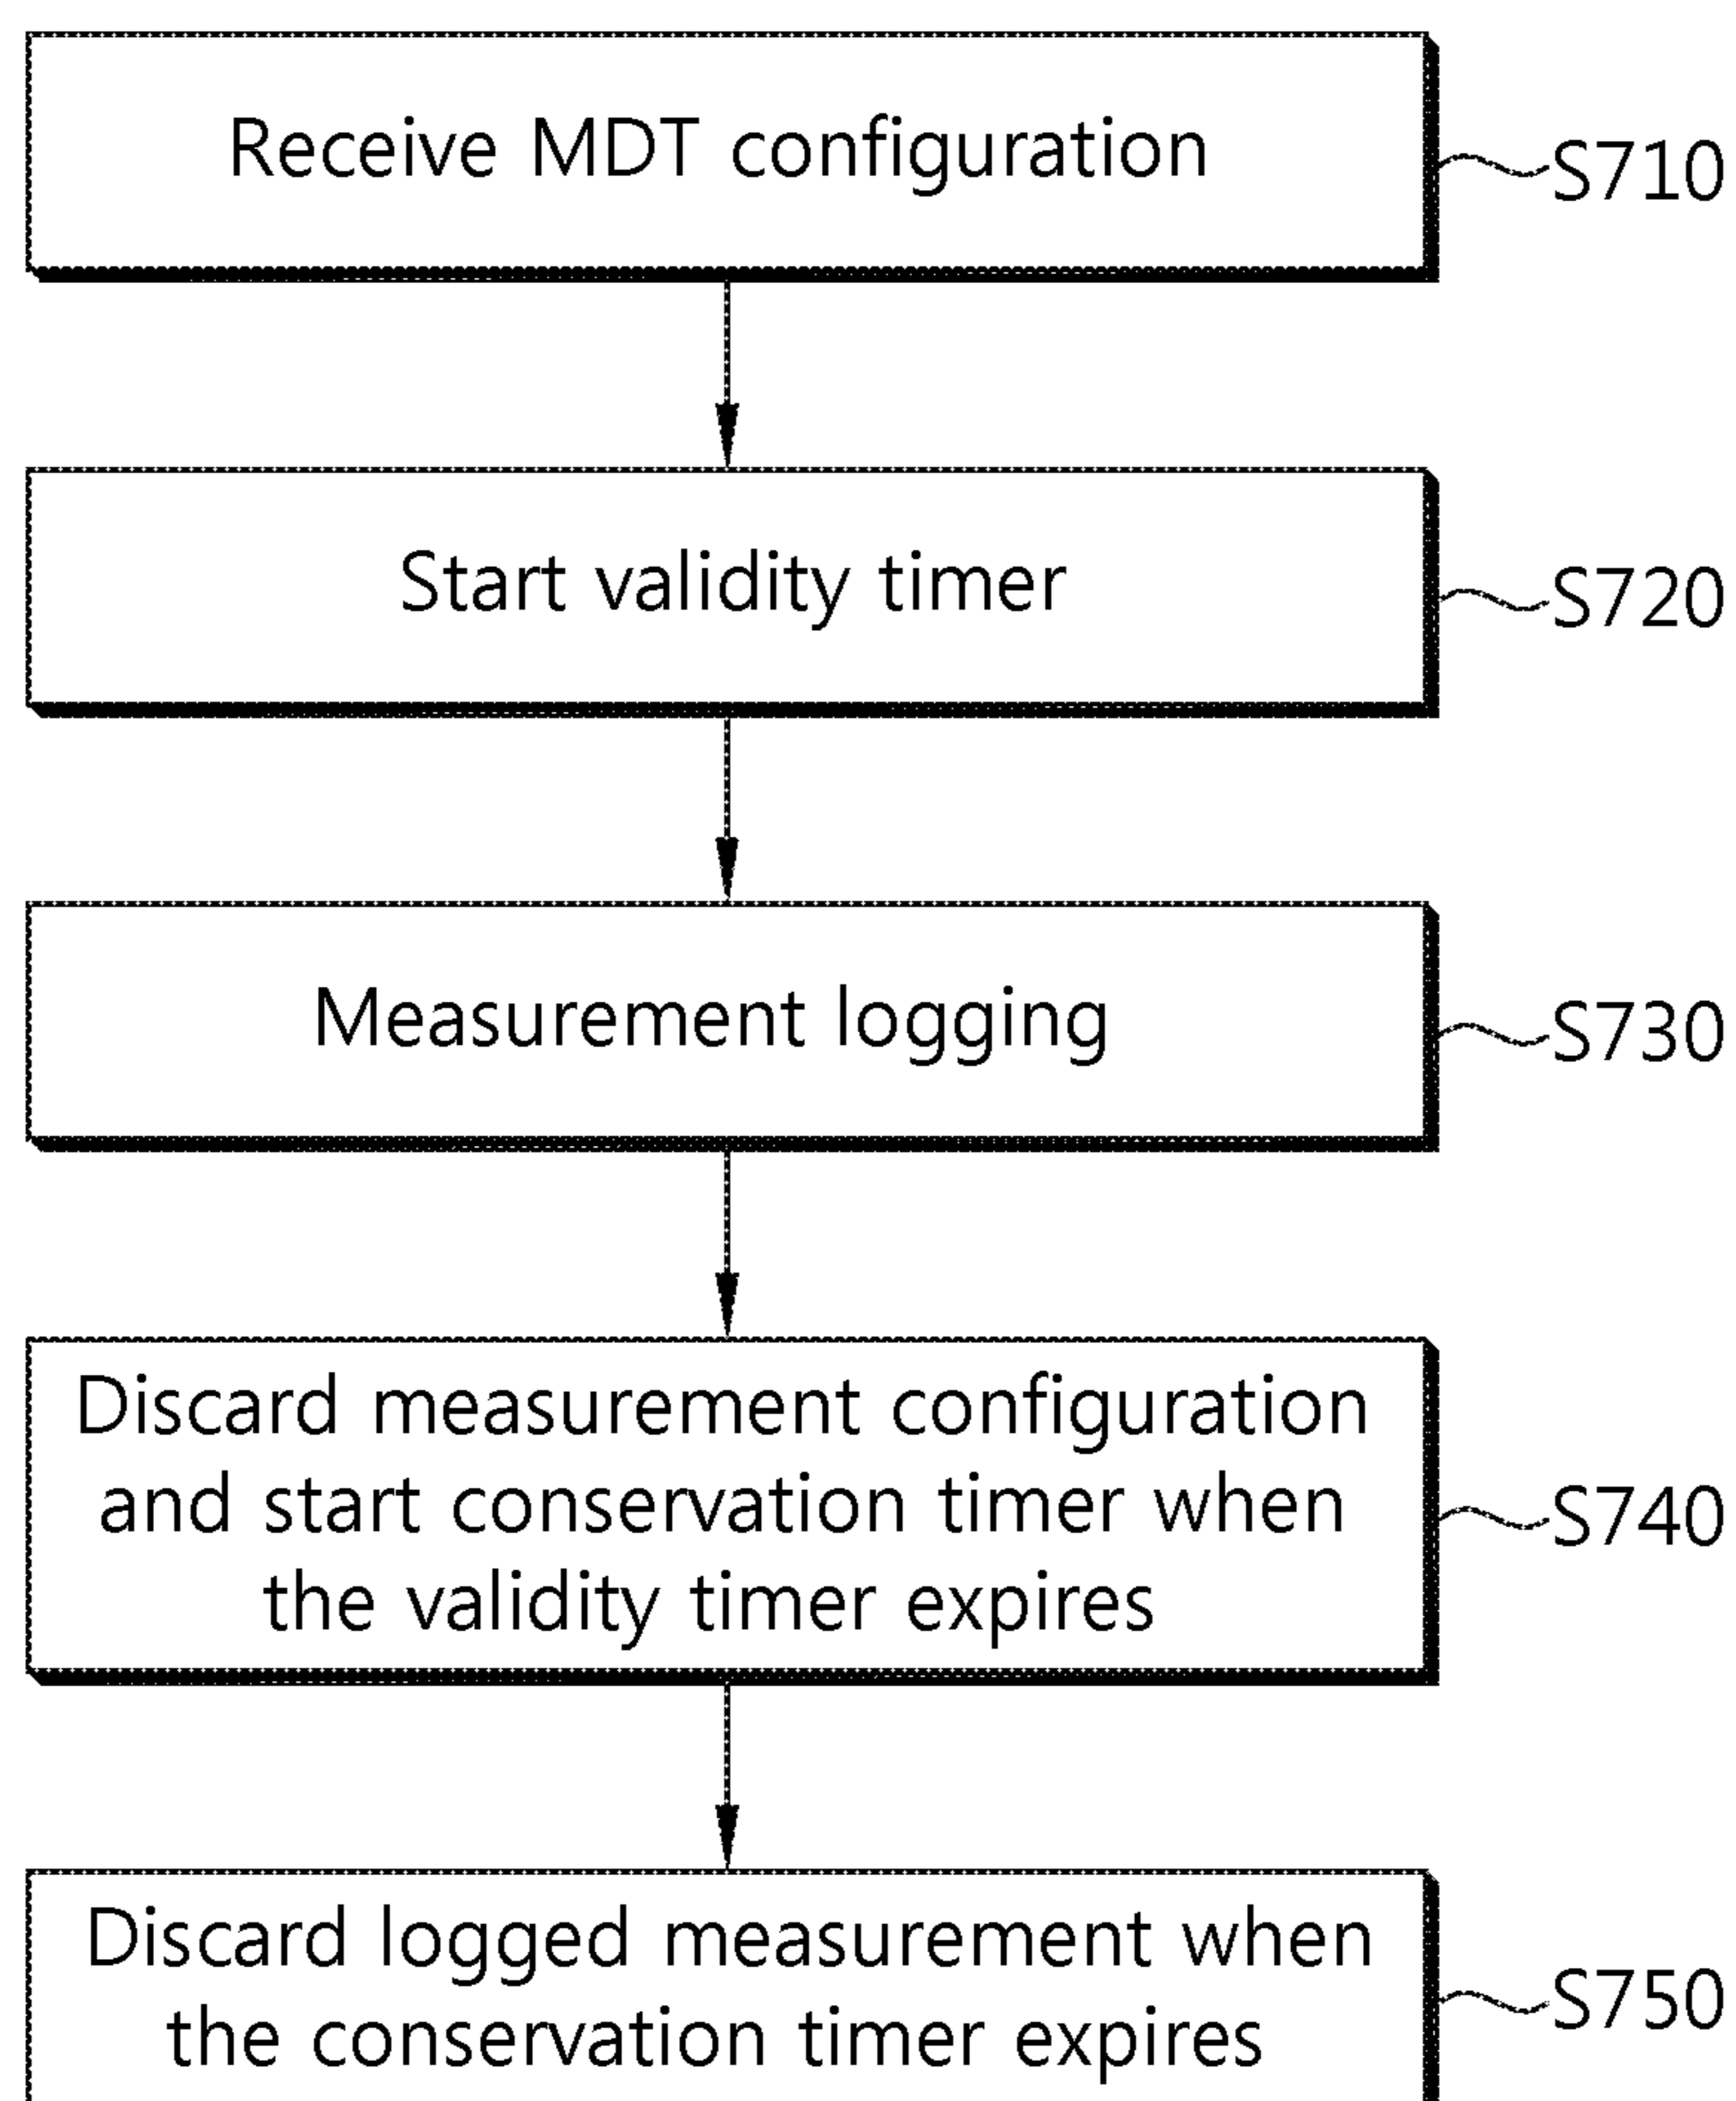 Receive MDT configuration
S710
Start validity timer
S720
Measurement logging
S730
Discard measurement configuration
and start conservation timer when
the validity timer expires
S740
Discard logged measurement when
the conservation timer expires
S750